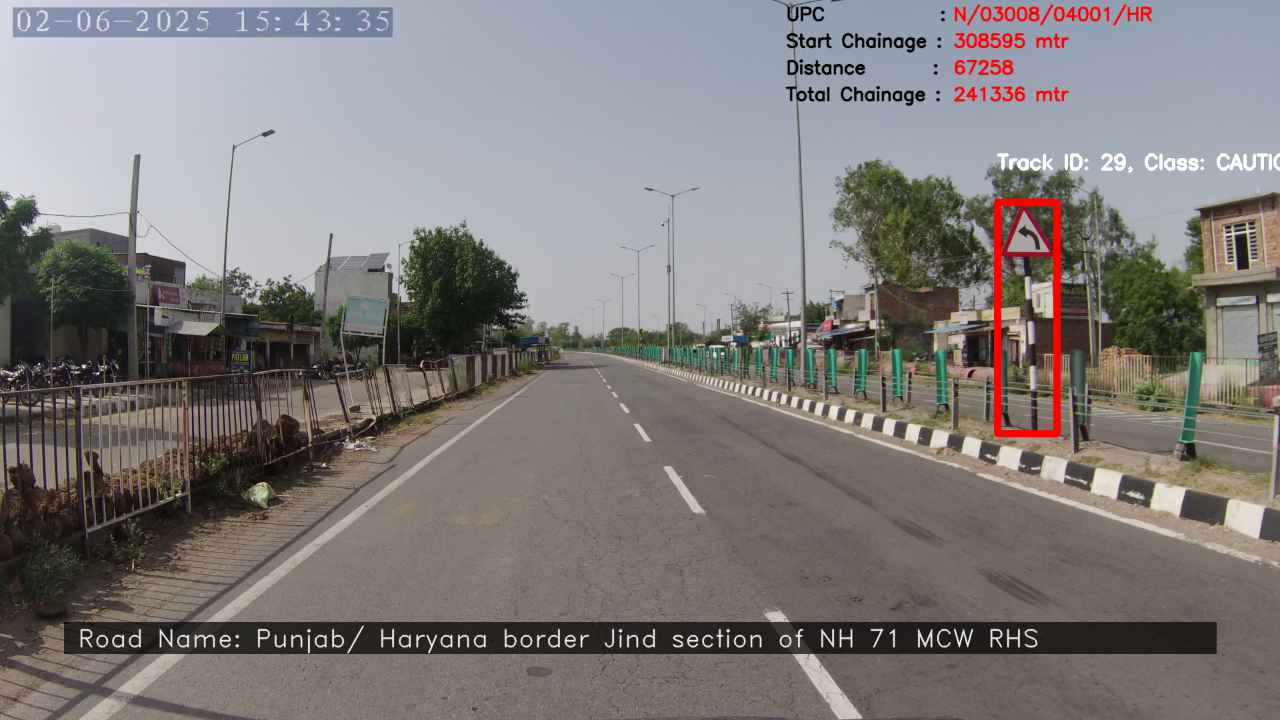 02-06-2025 15:43:35
UPC : N/03008/04001/HR
Start Chainage : 308595 mtr
Distance : 67258
Total Chainage : 241336 mtr
Track ID: 29, Class: CAUTIO
Road Name: Punjab/ Haryana border Jind section of NH 71 MCW RHS